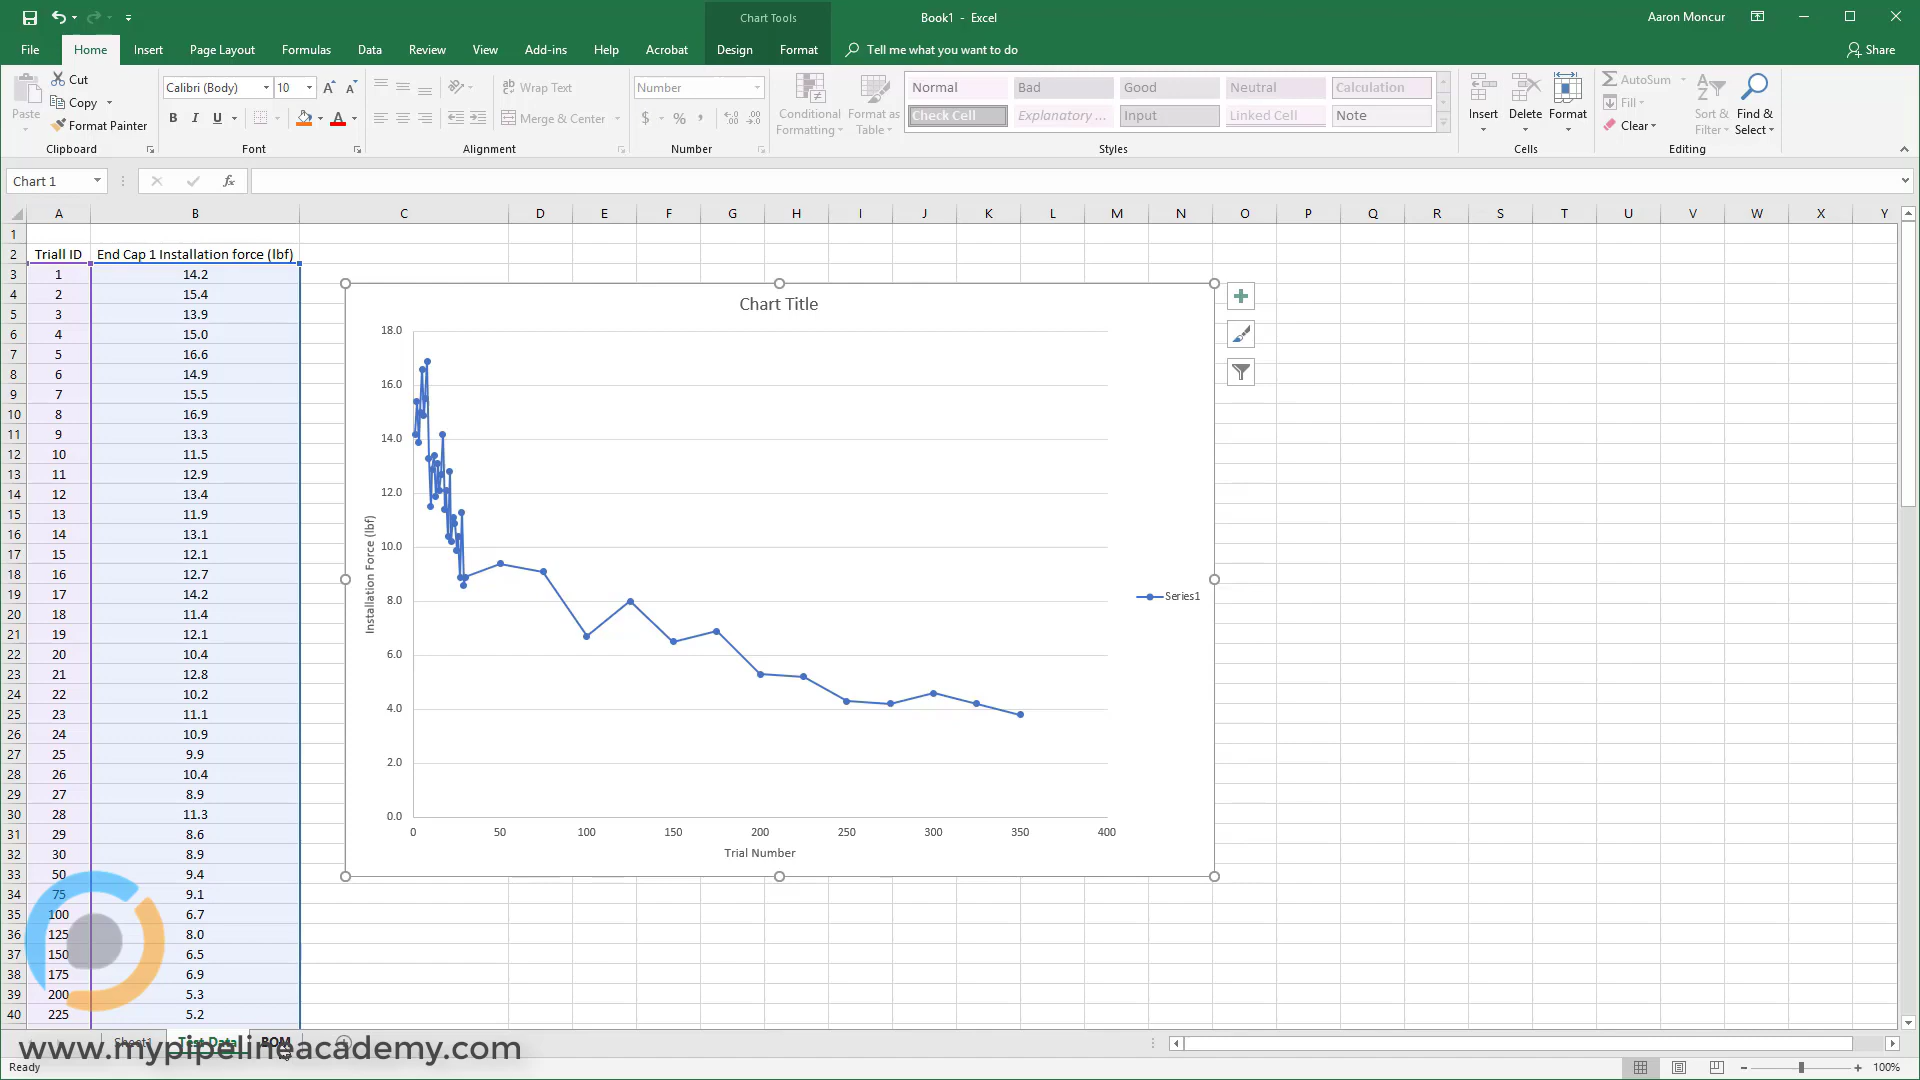 Chart Tools
Book1 - Excel
Aaron Moncur
File Home Insert Page Layout Formulas Data Review View Add-ins Help Acrobat Design Format Tell me what you want to do Share
Paste
Cut
Copy
Format Painter
Clipboard
Calibri (Body) 10
B I U
Font
Wrap Text
Merge & Center
Alignment
Number
$ % ,
Number
Conditional Formatting
Format as Table
Normal Bad Good Neutral Calculation
Check Cell Explanatory ... Input Linked Cell Note
Styles
Insert Delete Format
Cells
AutoSum
Fill
Clear
Sort & Filter
Find & Select
Editing
Chart 1
fx
A B C D E F G H I J K L M N O P Q R S T U V W X Y
1
2 Triall ID End Cap 1 Installation force (lbf)
3 1 14.2
4 2 15.4
5 3 13.9
6 4 15.0
7 5 16.6
8 6 14.9
9 7 15.5
10 8 16.9
11 9 13.3
12 10 11.5
13 11 12.9
14 12 13.4
15 13 11.9
16 14 13.1
17 15 12.1
18 16 12.7
19 17 14.2
20 18 11.4
21 19 12.1
22 20 10.4
23 21 12.8
24 22 10.2
25 23 11.1
26 24 10.9
27 25 9.9
28 26 10.4
29 27 8.9
30 28 11.3
31 29 8.6
32 30 8.9
33 50 9.4
34 75 9.1
35 100 6.7
36 125 8.0
37 150 6.5
38 175 6.9
39 200 5.3
40 225 5.2
Chart Title
18.0
16.0
14.0
12.0
10.0
8.0
6.0
4.0
2.0
0.0
Installation Force (lbf)
0 50 100 150 200 250 300 350 400
Trial Number
Series1
Sheet1 Test Data BOM
www.mypipelineacademy.com
Ready
100%